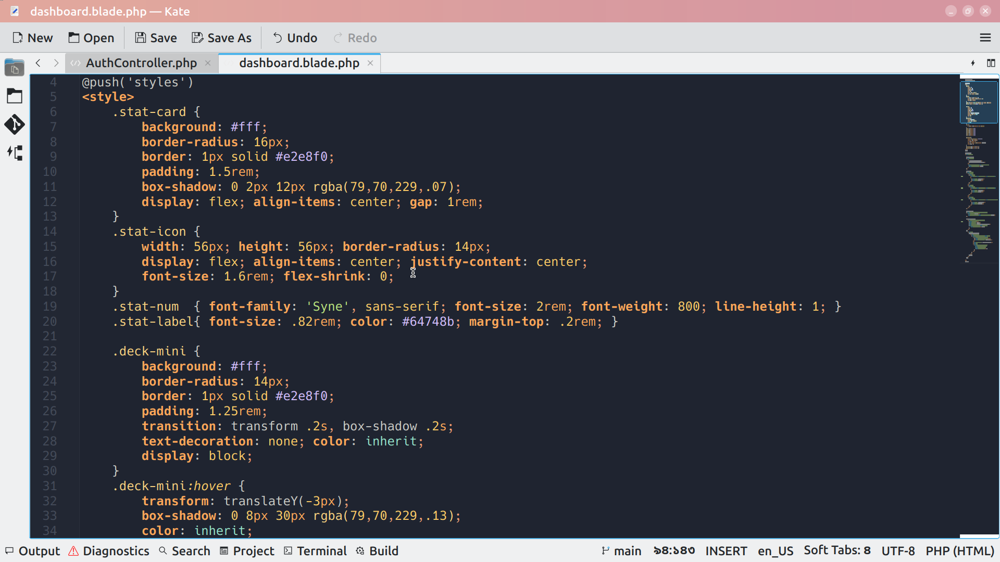 dashboard.blade.php — Kate
New Open Save Save As Undo Redo
AuthController.php dashboard.blade.php
4 @push('styles')
5 <style>
6 .stat-card {
7 background: #fff;
8 border-radius: 16px;
9 border: 1px solid #e2e8f0;
10 padding: 1.5rem;
11 box-shadow: 0 2px 12px rgba(79,70,229,.07);
12 display: flex; align-items: center; gap: 1rem;
13 }
14 .stat-icon {
15 width: 56px; height: 56px; border-radius: 14px;
16 display: flex; align-items: center; justify-content: center;
17 font-size: 1.6rem; flex-shrink: 0;
18 }
19 .stat-num  { font-family: 'Syne', sans-serif; font-size: 2rem; font-weight: 800; line-height: 1; }
20 .stat-label{ font-size: .82rem; color: #64748b; margin-top: .2rem; }
21
22 .deck-mini {
23 background: #fff;
24 border-radius: 14px;
25 border: 1px solid #e2e8f0;
26 padding: 1.25rem;
27 transition: transform .2s, box-shadow .2s;
28 text-decoration: none; color: inherit;
29 display: block;
30 }
31 .deck-mini:hover {
32 transform: translateY(-3px);
33 box-shadow: 0 8px 30px rgba(79,70,229,.13);
34 color: inherit;
Output Diagnostics Search Project Terminal Build main ৯৪:১৪৩ INSERT en_US Soft Tabs: 8 UTF-8 PHP (HTML)